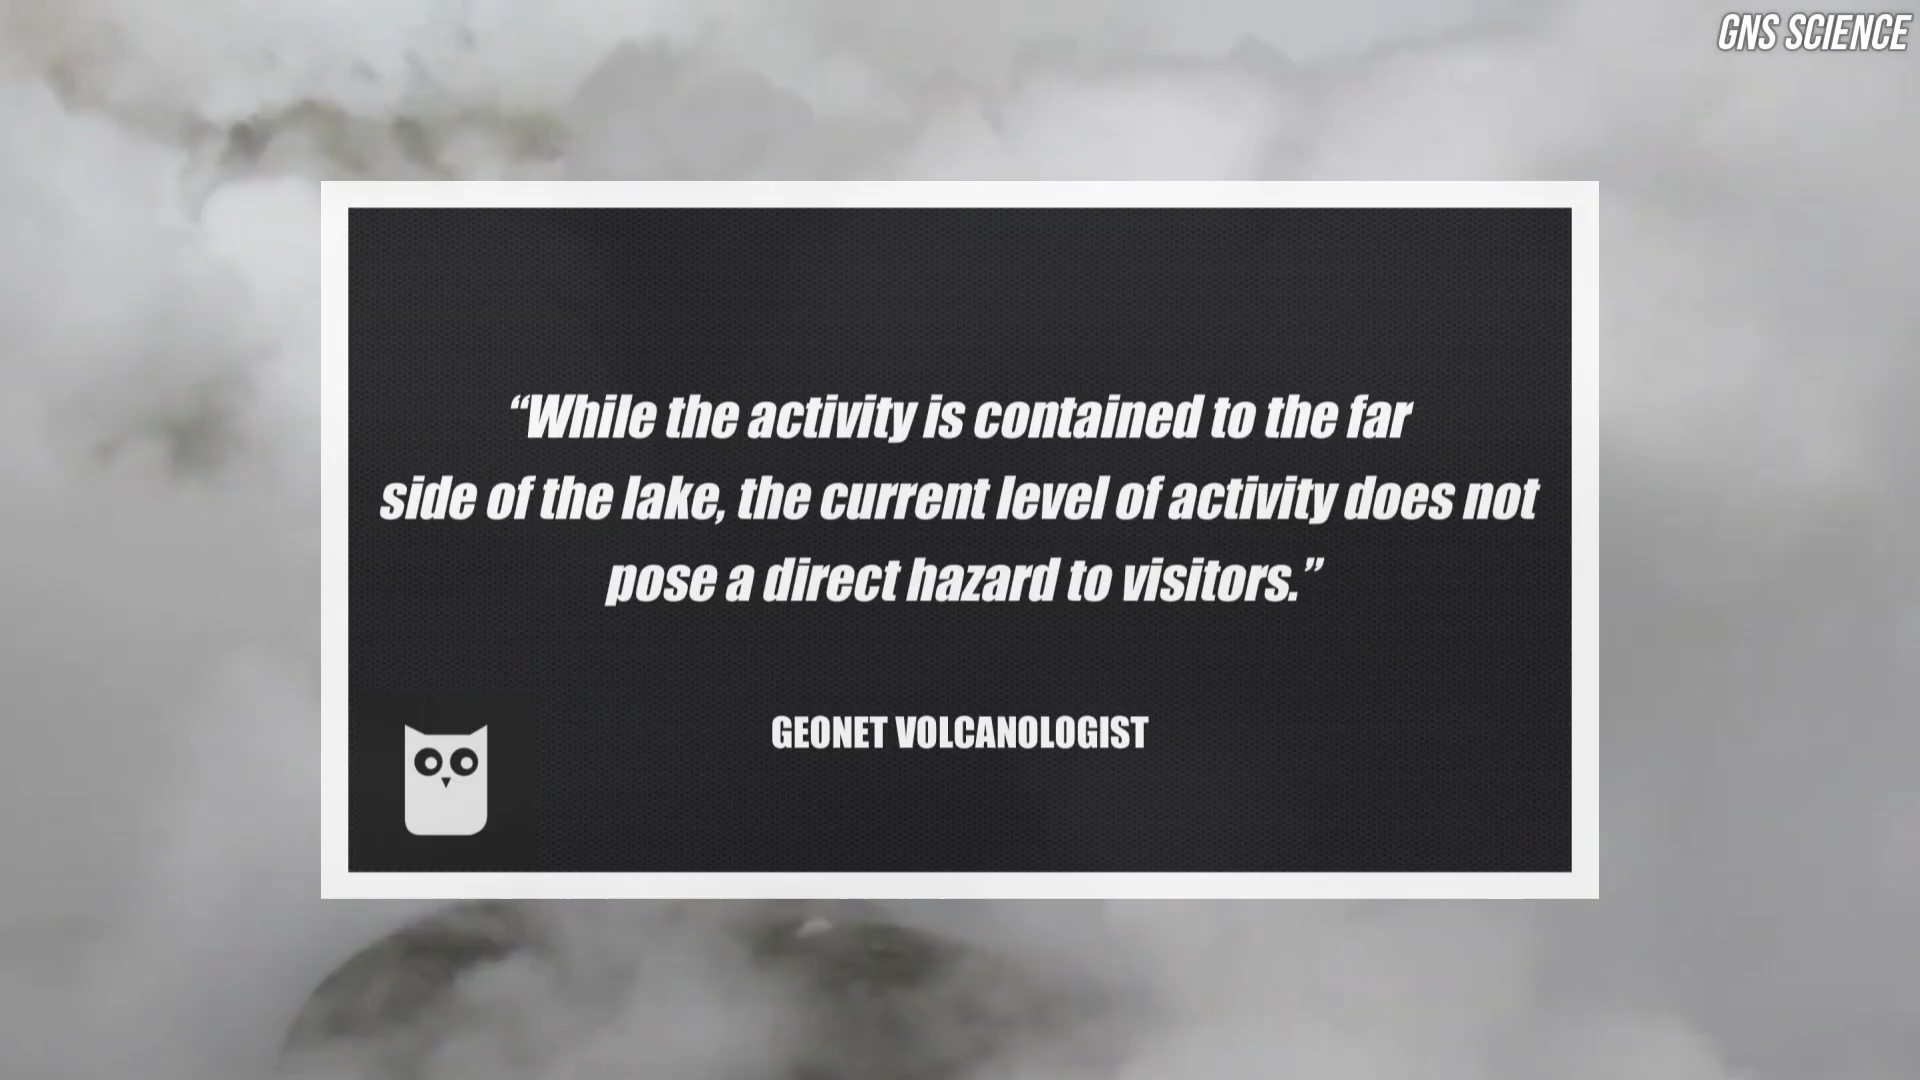 GNS SCIENCE
“While the activity is contained to the far
side of the lake, the current level of activity does not
pose a direct hazard to visitors.”
GEONET VOLCANOLOGIST